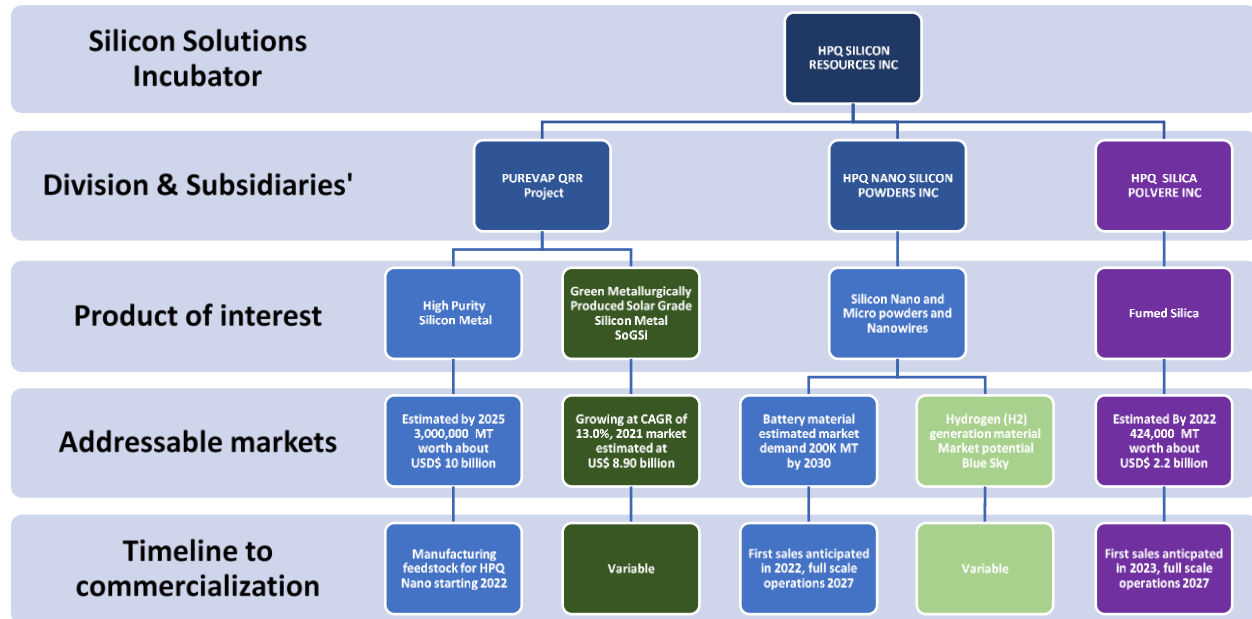 Silicon Solutions
Incubator
HPQ SILICON
RESOURCES INC
Division & Subsidiaries'
PUREVAP QRR
Project
HPQ NANO SILICON
POWDERS INC
HPQ SILICA
POLVERE INC
Product of interest
High Purity
Silicon Metal
Green Metallurgically
Produced Solar Grade
Silicon Metal
SoGSi
Silicon Nano and
Micro powders and
Nanowires
Fumed Silica
Addressable markets
Estimated by 2025
3,000,000 MT
worth about
USD$ 10 billion
Growing at CAGR of
13.0%, 2021 market
estimated at
US$ 8.90 billion
Battery material
estimated market
demand 200K MT
by 2030
Hydrogen (H2)
generation material
Market potential
Blue Sky
Estimated By 2022
424,000 MT
worth about
USD$ 2.2 billion
Timeline to
commercialization
Manufacturing
feedstock for HPQ
Nano starting 2022
Variable
First sales anticipated
in 2022, full scale
operations 2027
Variable
First sales anticpated
in 2023, full scale
operations 2027